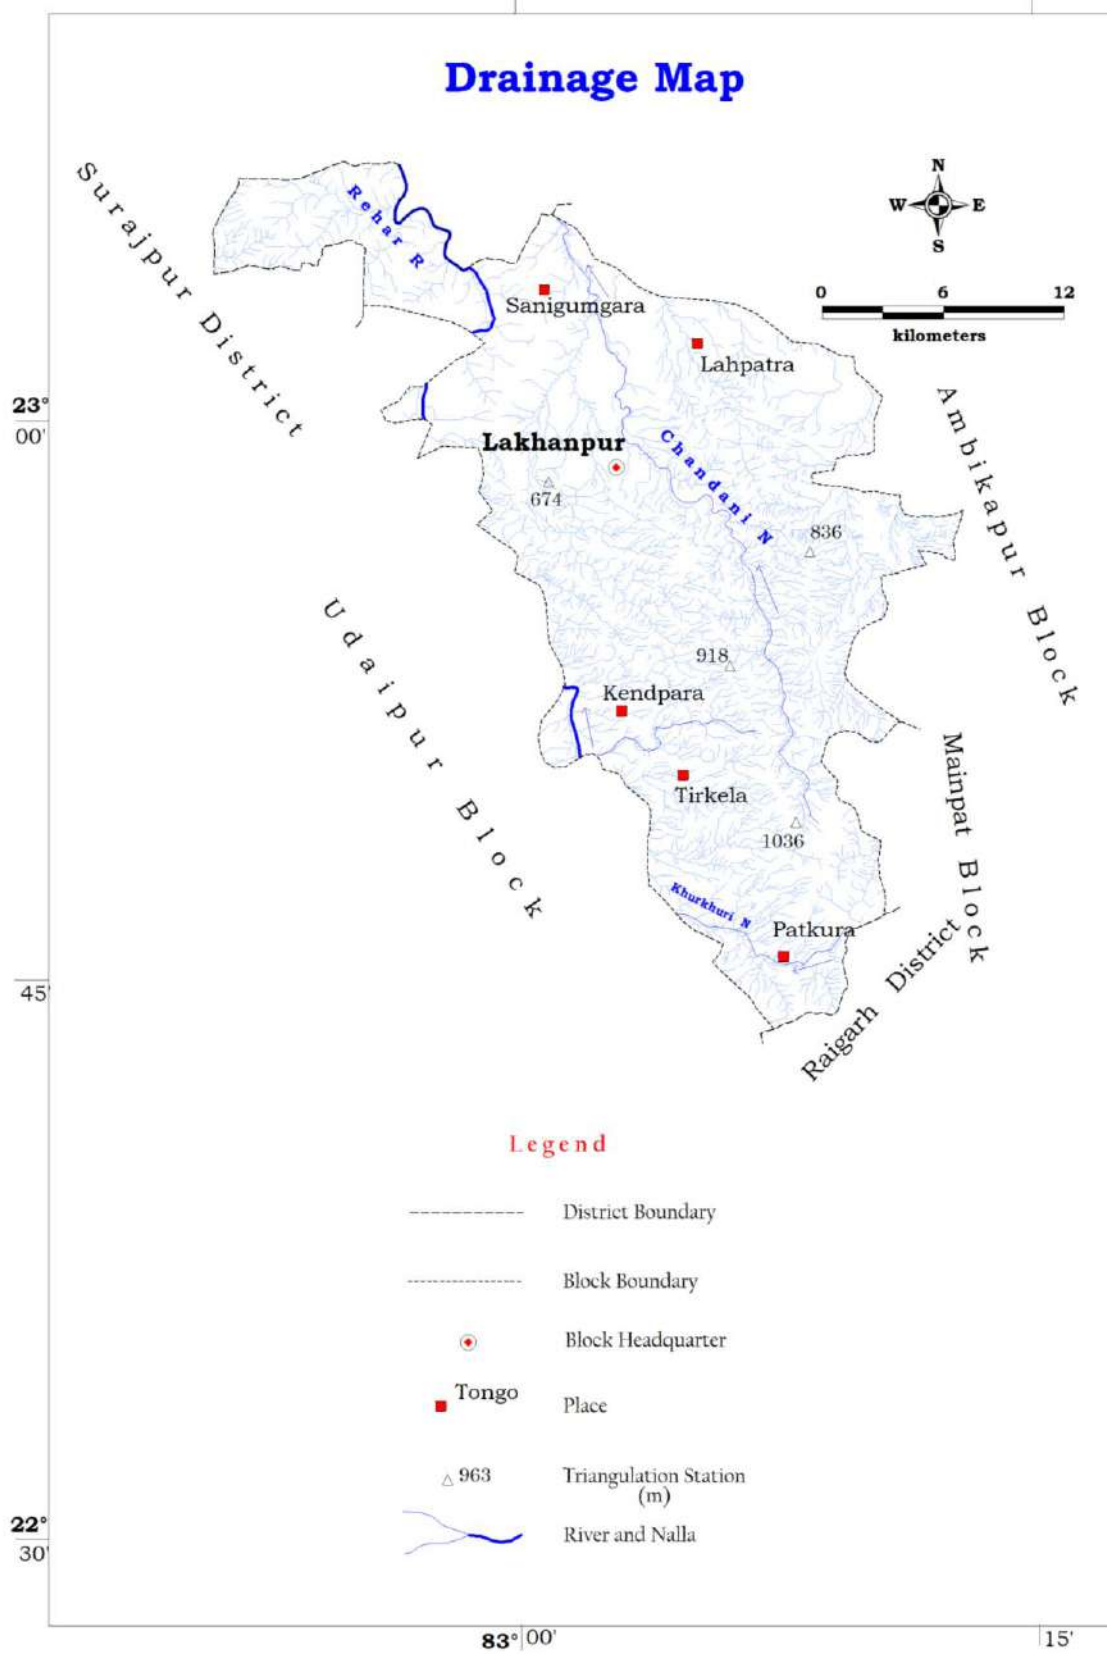 Drainage Map
N
W E
S
0 6 12
kilometers
Surajpur District
Rehar R
Sanigumgara
Lahpatra
23°
00'
Lakhanpur
Chandani N
Ambikapur Block
674
836
Udaipur Block
918
Kendpara
Mainpat Block
Tirkela
1036
Khurkhuri N
Patkura
Raigarh District
45'
Legend
District Boundary
Block Boundary
Block Headquarter
Tongo
Place
963
Triangulation Station
(m)
River and Nalla
22°
30'
83° 00'
15'